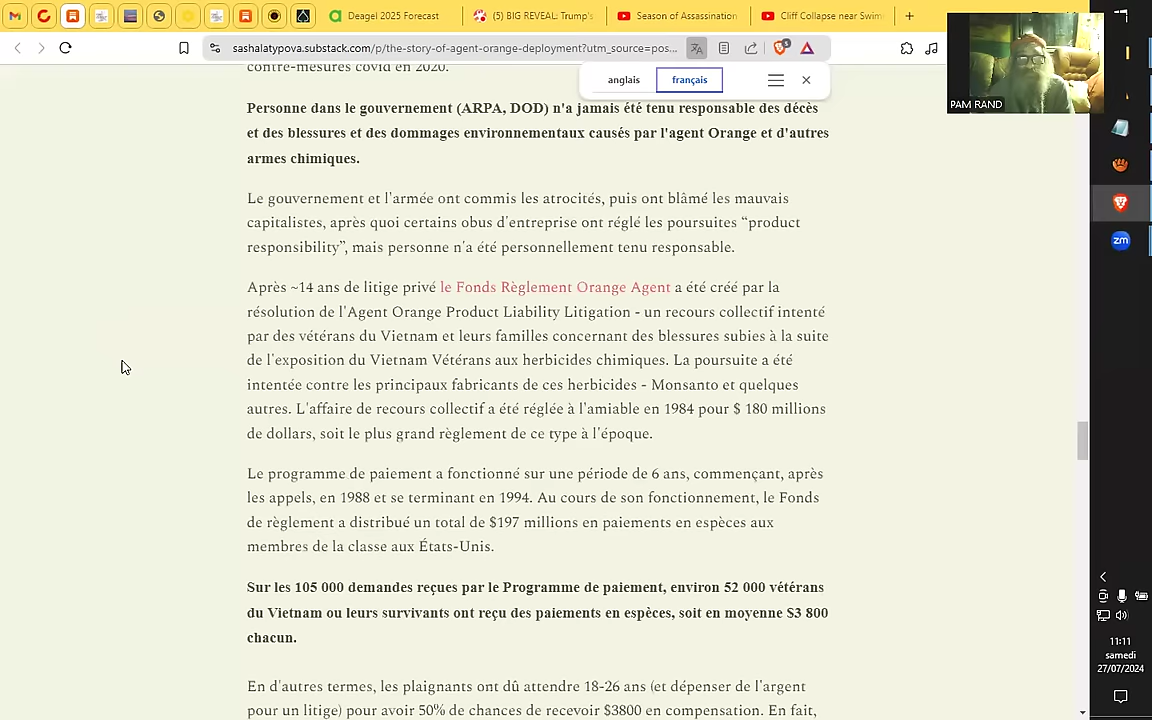 Deagel 2025 Forecast
(5) BIG REVEAL: Trump's
Season of Assassination
Cliff Collapse near Swim
sashalatypova.substack.com/p/the-story-of-agent-orange-deployment?utm_source=pos...
5
anglais
français
PAM RAND
contre-mesures covid en 2020.
Personne dans le gouvernement (ARPA, DOD) n'a jamais été tenu responsable des décès
et des blessures et des dommages environnementaux causés par l'agent Orange et d'autres
armes chimiques.
Le gouvernement et l'armée ont commis les atrocités, puis ont blâmé les mauvais
capitalistes, après quoi certains obus d'entreprise ont réglé les poursuites “product
responsibility”, mais personne n'a été personnellement tenu responsable.
Après ~14 ans de litige privé le Fonds Règlement Orange Agent a été créé par la
résolution de l'Agent Orange Product Liability Litigation - un recours collectif intenté
par des vétérans du Vietnam et leurs familles concernant des blessures subies à la suite
de l'exposition du Vietnam Vétérans aux herbicides chimiques. La poursuite a été
intentée contre les principaux fabricants de ces herbicides - Monsanto et quelques
autres. L'affaire de recours collectif a été réglée à l'amiable en 1984 pour $ 180 millions
de dollars, soit le plus grand règlement de ce type à l'époque.
Le programme de paiement a fonctionné sur une période de 6 ans, commençant, après
les appels, en 1988 et se terminant en 1994. Au cours de son fonctionnement, le Fonds
de règlement a distribué un total de $197 millions en paiements en espèces aux
membres de la classe aux États-Unis.
Sur les 105 000 demandes reçues par le Programme de paiement, environ 52 000 vétérans
du Vietnam ou leurs survivants ont reçu des paiements en espèces, soit en moyenne $3 800
chacun.
En d'autres termes, les plaignants ont dû attendre 18-26 ans (et dépenser de l'argent
pour un litige) pour avoir 50% de chances de recevoir $3800 en compensation. En fait,
zm
11:11
samedi
27/07/2024